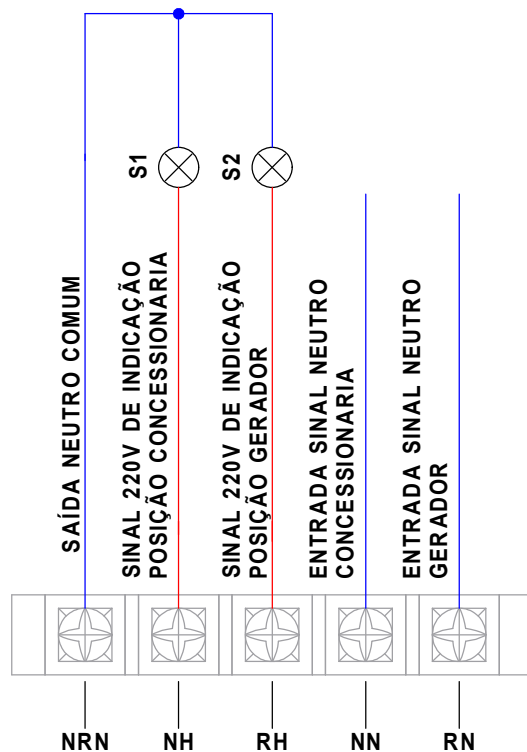 S1
S2
SAÍDA NEUTRO COMUM
SINAL 220V DE INDICAÇÃO
POSIÇÃO CONCESSIONARIA
SINAL 220V DE INDICAÇÃO
POSIÇÃO GERADOR
ENTRADA SINAL NEUTRO
CONCESSIONARIA
ENTRADA SINAL NEUTRO
GERADOR
NRN
NH
RH
NN
RN